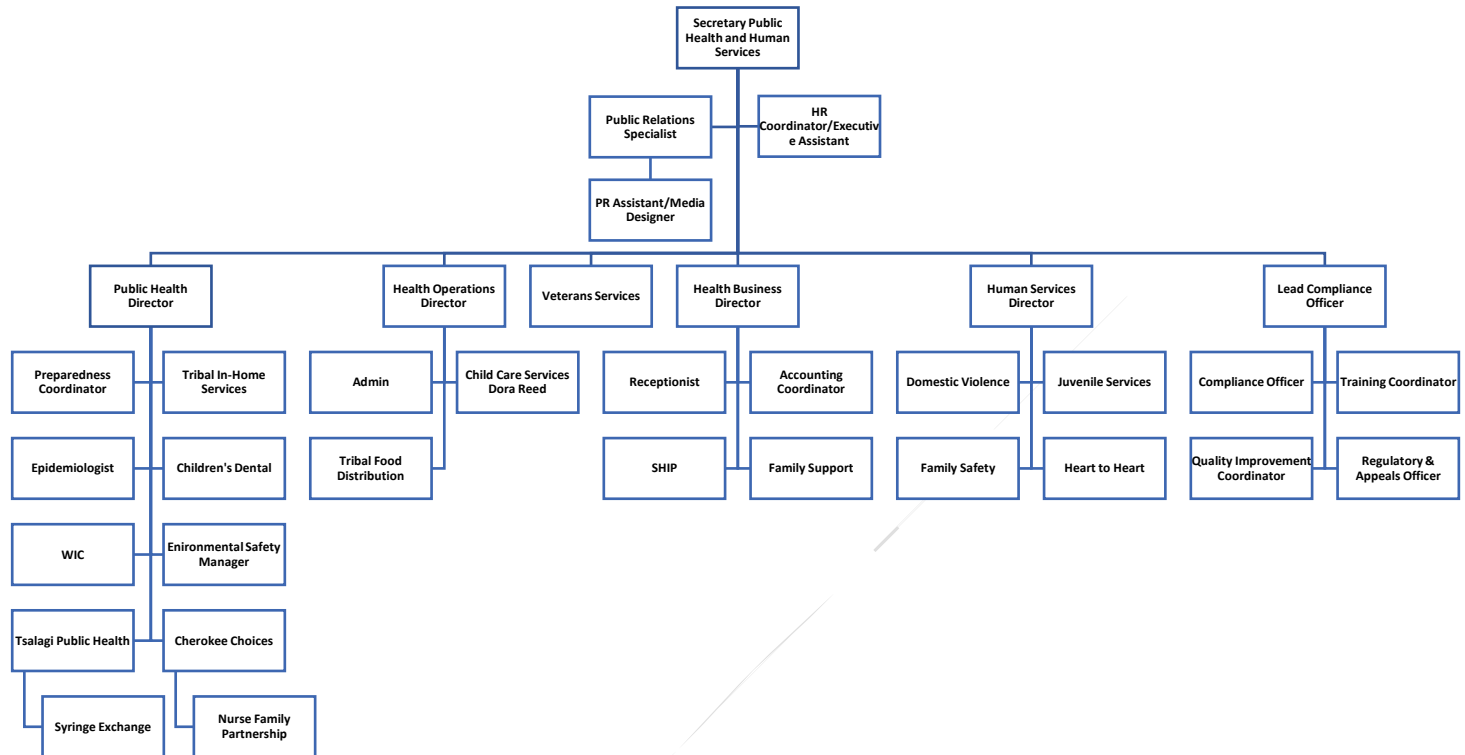 Secretary Public
Health and Human
Services
Public Relations
Specialist
HR
Coordinator/Executiv
e Assistant
PR Assistant/Media
Designer
Public Health
Director
Health Operations
Director
Veterans Services
Health Business
Director
Human Services
Director
Lead Compliance
Officer
Preparedness
Coordinator
Tribal In-Home
Services
Admin
Child Care Services
Dora Reed
Receptionist
Accounting
Coordinator
Domestic Violence
Juvenile Services
Compliance Officer
Training Coordinator
Epidemiologist
Children's Dental
Tribal Food
Distribution
SHIP
Family Support
Family Safety
Heart to Heart
Quality Improvement
Coordinator
Regulatory &
Appeals Officer
WIC
Enironmental Safety
Manager
Tsalagi Public Health
Cherokee Choices
Syringe Exchange
Nurse Family
Partnership